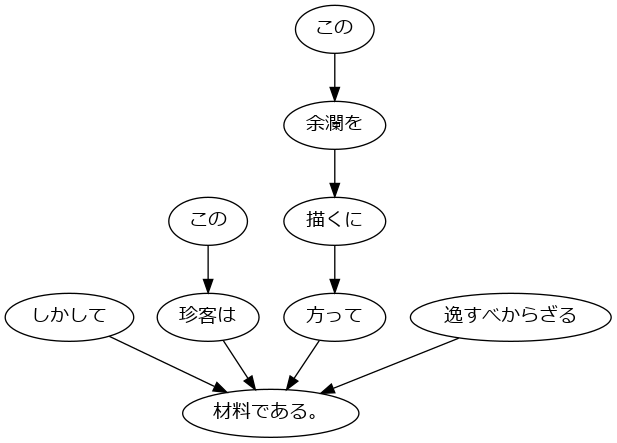 この
余瀾を
この
描くに
しかして
珍客は
方って
逸すべからざる
材料である。